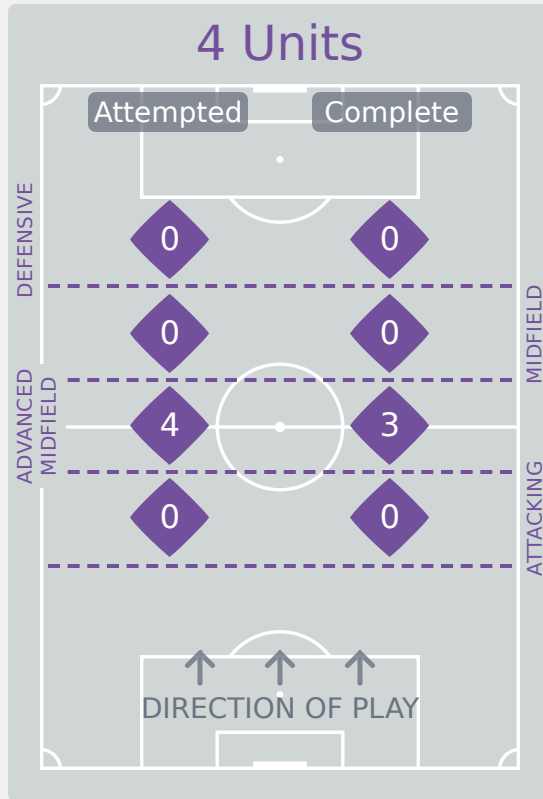 4 Units
Attempted
Complete
DEFENSIVE
0
0
MIDFIELD
0
0
ADVANCED
MIDFIELD
4
3
ATTACKING
0
0
DIRECTION OF PLAY